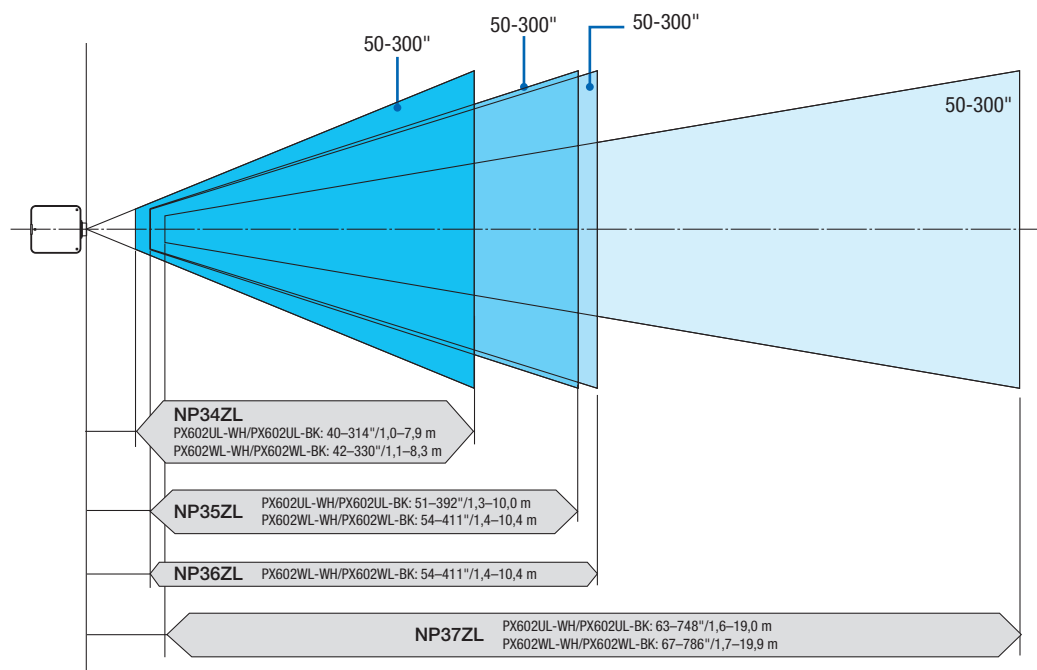 50-300"
50-300"
50-300"
50-300"
NP34ZL
PX602UL-WH/PX602UL-BK: 40–314"/1,0–7,9 m
PX602WL-WH/PX602WL-BK: 42–330"/1,1–8,3 m
NP35ZL
PX602UL-WH/PX602UL-BK: 51–392"/1,3–10,0 m
PX602WL-WH/PX602WL-BK: 54–411"/1,4–10,4 m
NP36ZL
PX602WL-WH/PX602WL-BK: 54–411"/1,4–10,4 m
NP37ZL
PX602UL-WH/PX602UL-BK: 63–748"/1,6–19,0 m
PX602WL-WH/PX602WL-BK: 67–786"/1,7–19,9 m